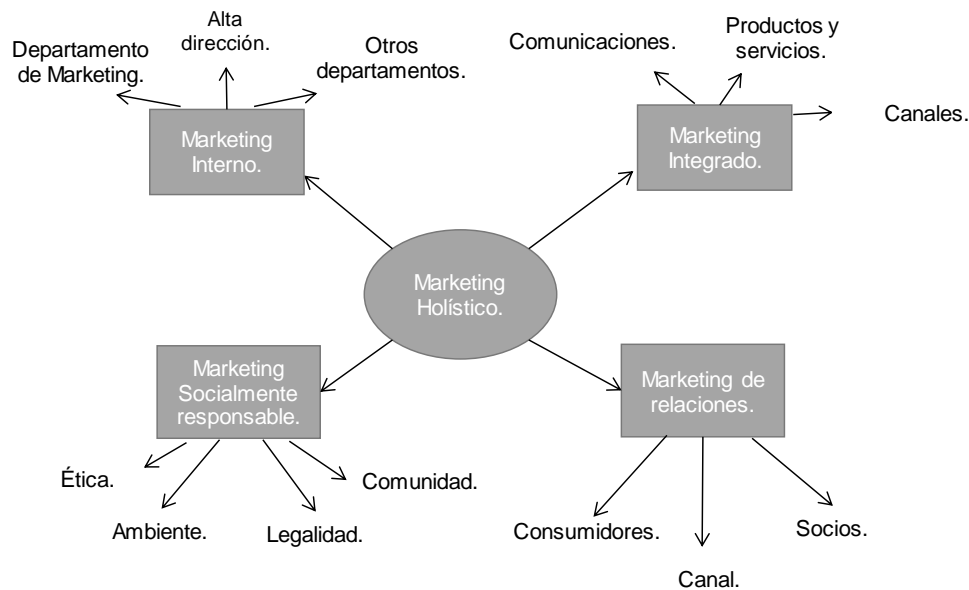 Alta
dirección.
Departamento
de Marketing.
Otros
departamentos.
Marketing
Interno.
Comunicaciones.
Productos y
servicios.
Canales.
Marketing
Integrado.
Marketing
Holístico.
Marketing
Socialmente
responsable.
Ética.
Ambiente.
Legalidad.
Comunidad.
Marketing de
relaciones.
Consumidores.
Canal.
Socios.